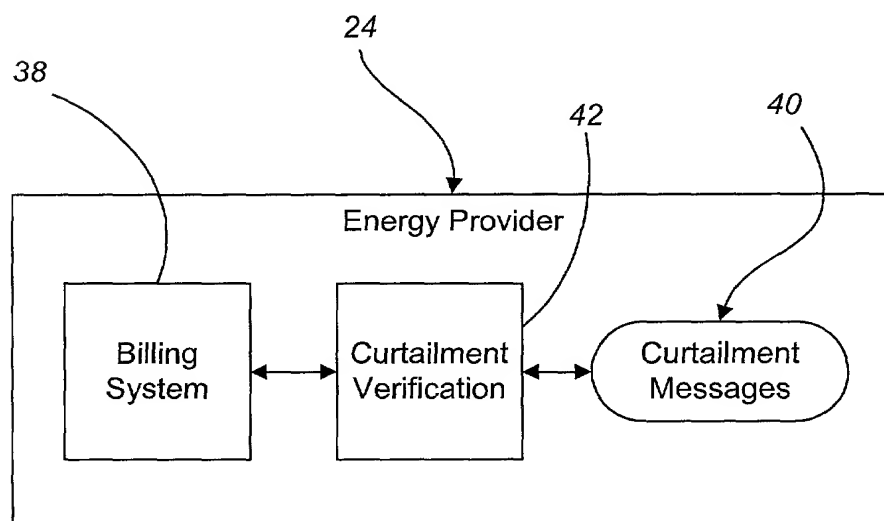 24
38
42
40
Energy Provider
Billing
System
Curtailment
Verification
Curtailment
Messages